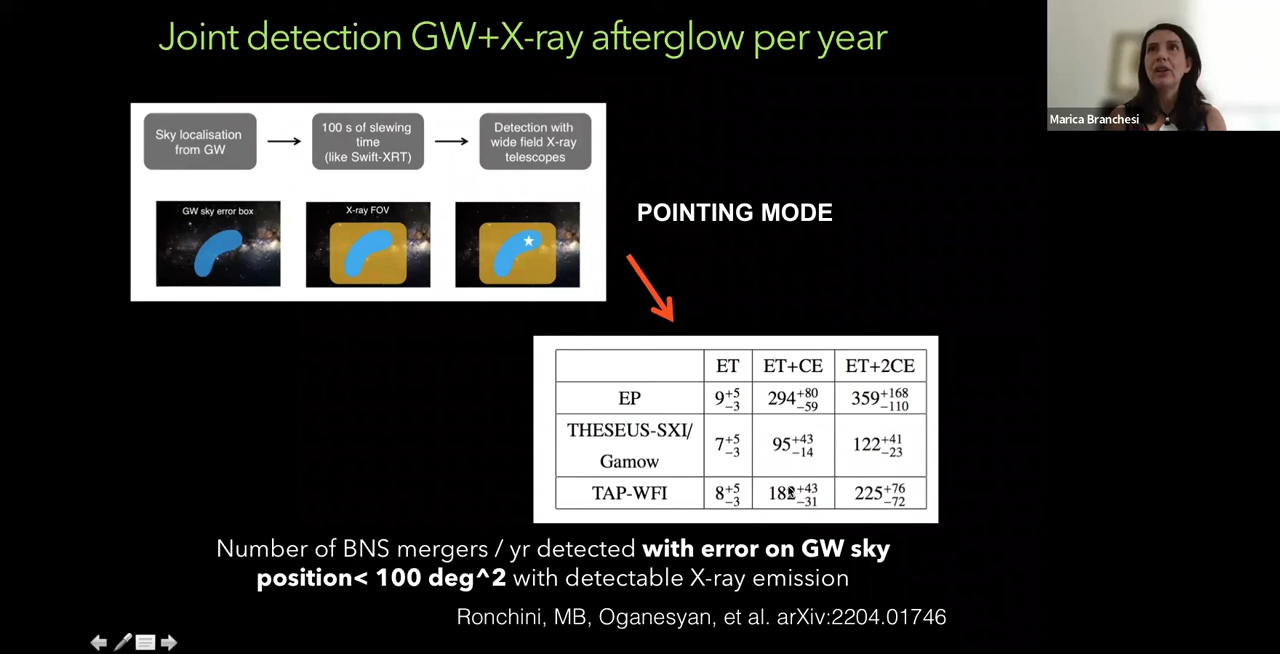 Joint detection GW+X-ray afterglow per year
Marica Branchesi
Sky localisation
from GW
100 s of slewing
time
(like Swift-XRT)
Detection with
wide field X-ray
telescopes
GW sky error box
X-ray FOV
POINTING MODE
ET ET+CE ET+2CE
EP 9+5−3 294+80−59 359+168−110
THESEUS-SXI/
Gamow 7+5−3 95+43−14 122+41−23
TAP-WFI 8+5−3 +43−31 225+76−72
Number of BNS mergers / yr detected with error on GW sky
position< 100 deg^2 with detectable X-ray emission
Ronchini, MB, Oganesyan, et al. arXiv:2204.01746